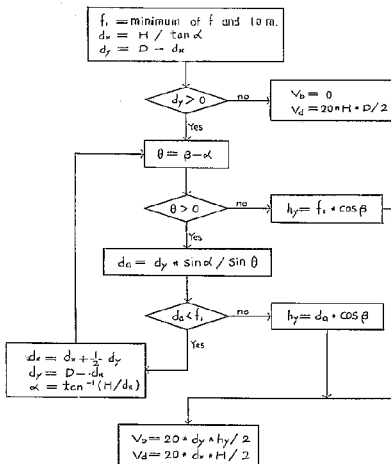 f₁ = minimum of f and 10 m.
dₓ = H / tan α
dᵧ = D - dₓ
dᵧ > 0
no
V_b = 0
V_d = 20 * H * D/2
Yes
θ = β - α
θ > 0
no
hᵧ = f₁ * cos β
Yes
dₐ = dᵧ * sin α / sin θ
dₐ < f₁
no
hᵧ = dₐ * cos β
Yes
dₓ = dₓ + ½ dᵧ
dᵧ = D - dₓ
α = tan⁻¹ (H/dₓ)
V_b = 20 * dᵧ * hᵧ / 2
V_d = 20 * dₓ * H / 2